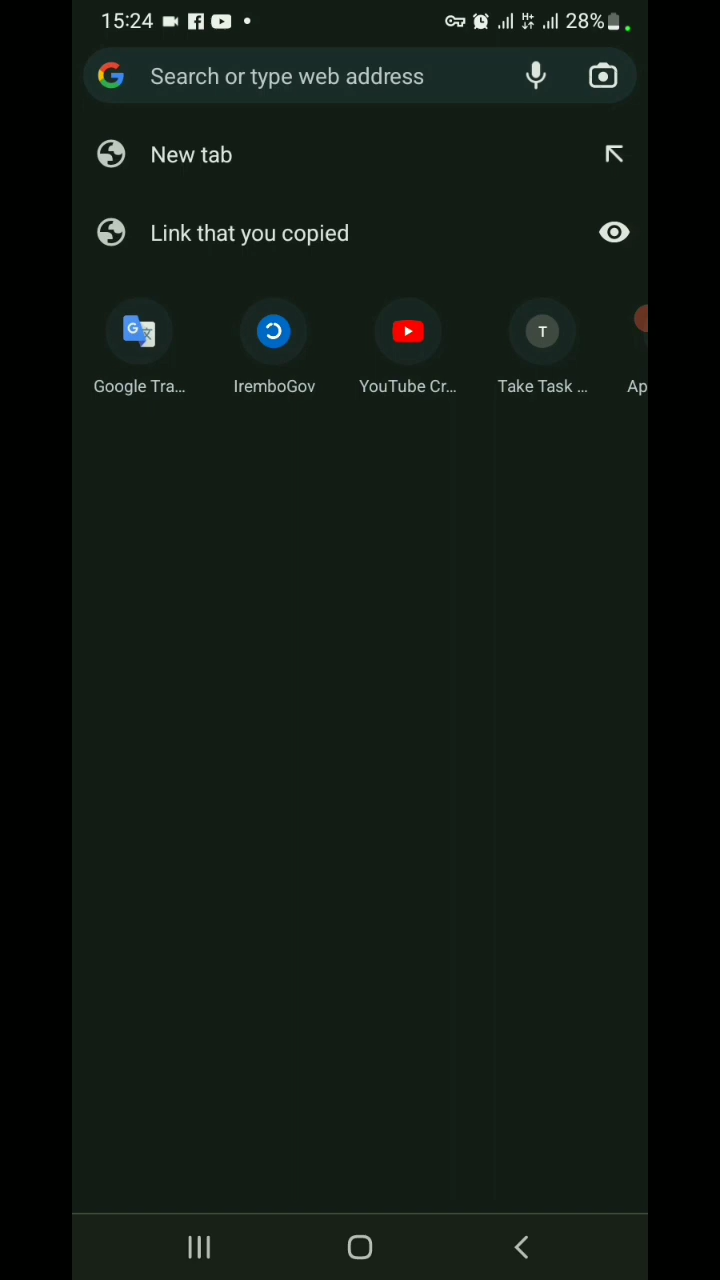 15:24 28%
Search or type web address
New tab
Link that you copied
Google Tra... IremboGov YouTube Cr... Take Task ... Ap
T